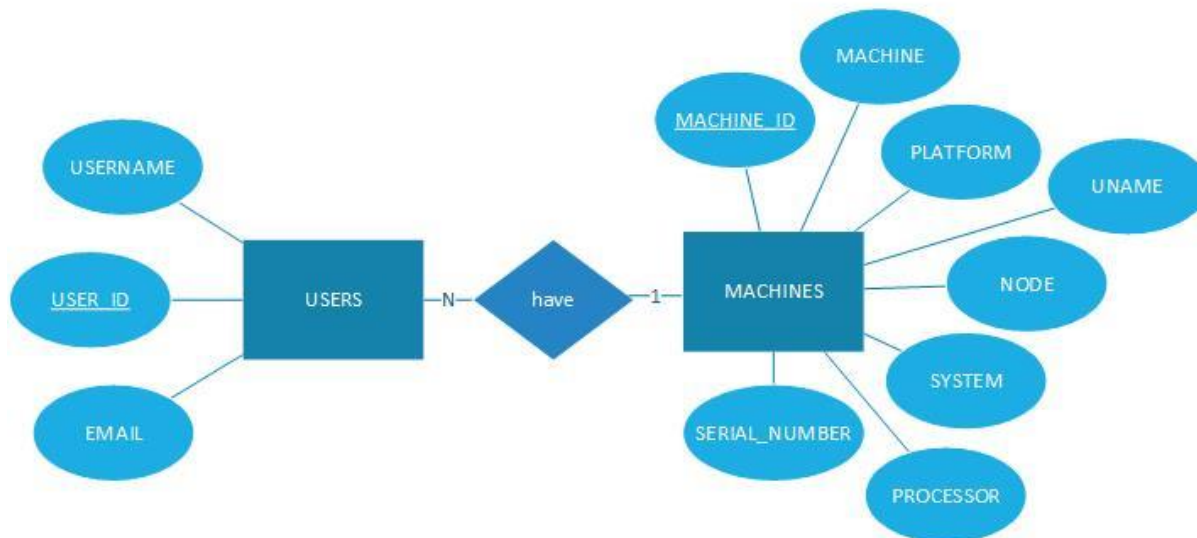 MACHINE
MACHINE_ID
PLATFORM
USERNAME
UNAME
USER_ID
USERS
N
have
1
MACHINES
NODE
SYSTEM
EMAIL
SERIAL_NUMBER
PROCESSOR